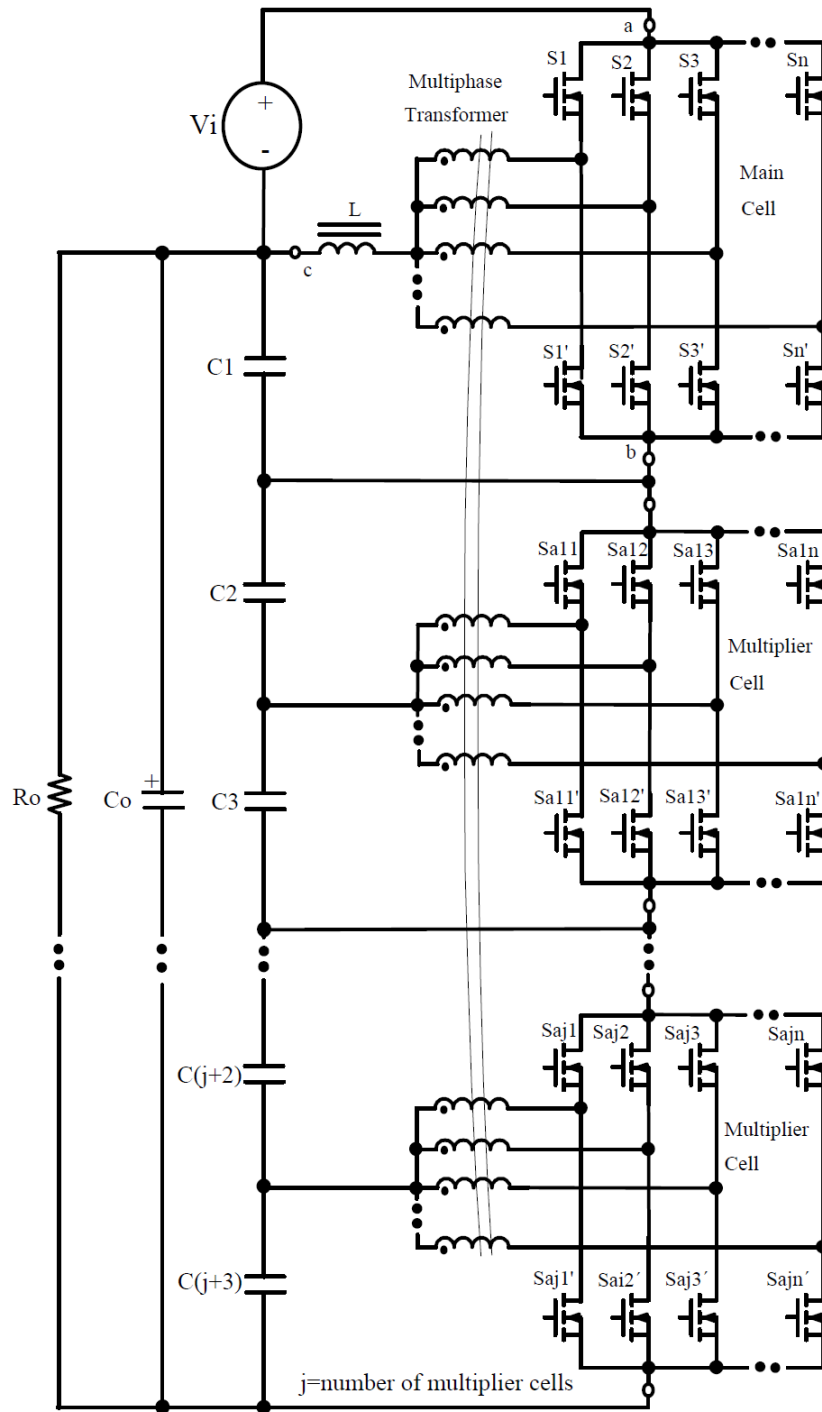 a
S1
S2
S3
Sn
Multiphase
Transformer
+
Vi
-
Main
Cell
L
c
C1
S1'
S2'
S3'
Sn'
b
Sa11
Sa12
Sa13
Sa1n
C2
Multiplier
Cell
Ro
+
Co
C3
Sa11'
Sa12'
Sa13'
Sa1n'
Saj1
Saj2
Saj3
Sajn
C(j+2)
Multiplier
Cell
C(j+3)
Saj1'
Sai2´
Saj3´
Sajn´
j=number of multiplier cells